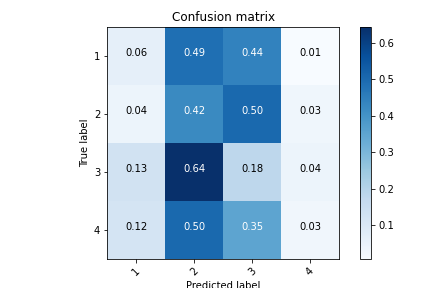 Confusion matrix
1 0.06 0.49 0.44 0.01
2 0.04 0.42 0.50 0.03
3 0.13 0.64 0.18 0.04
4 0.12 0.50 0.35 0.03
1 2 3 4
True label
Predicted label
0.6
0.5
0.4
0.3
0.2
0.1